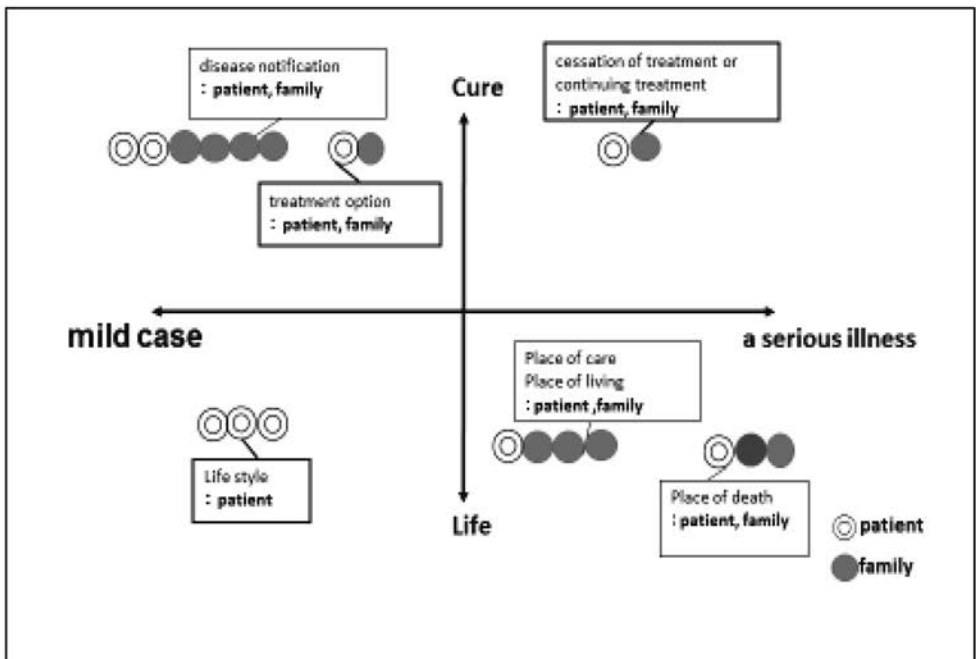 disease notification
: patient, family
Cure
cessation of treatment or
continuing treatment
: patient, family
treatment option
: patient, family
mild case
a serious illness
Place of care
Place of living
: patient ,family
Life style
: patient
Life
Place of death
: patient, family
patient
family